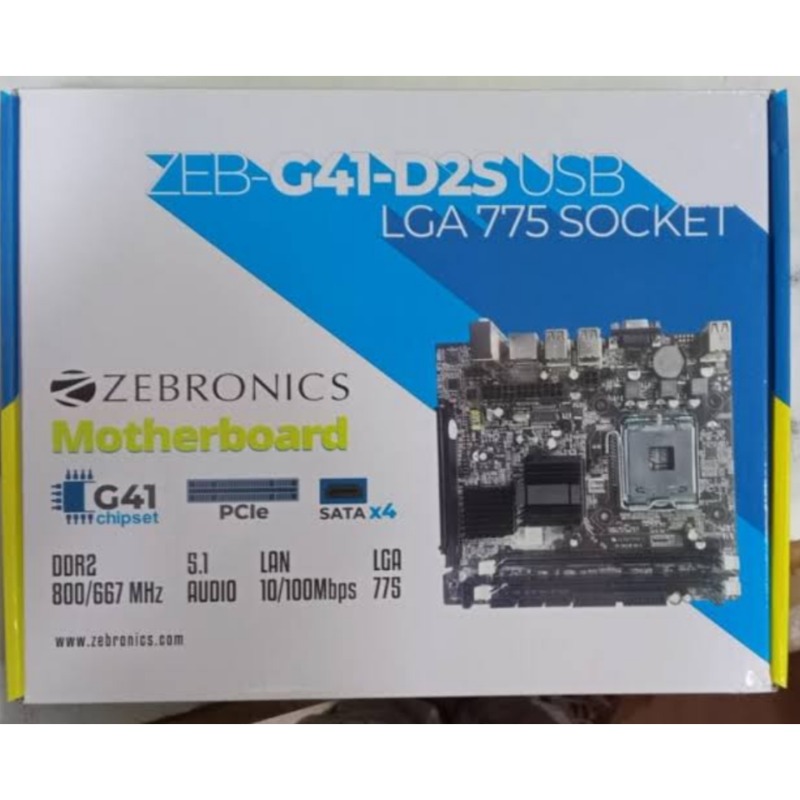 ZEB-G41-D2S USB
LGA 775 SOCKET
ZEBRONICS
Motherboard
G41
chipset
PCIe
SATA x4
DDR2
800/667 MHz
5.1
AUDIO
LAN
10/100Mbps
LGA
775
www.zebronics.com